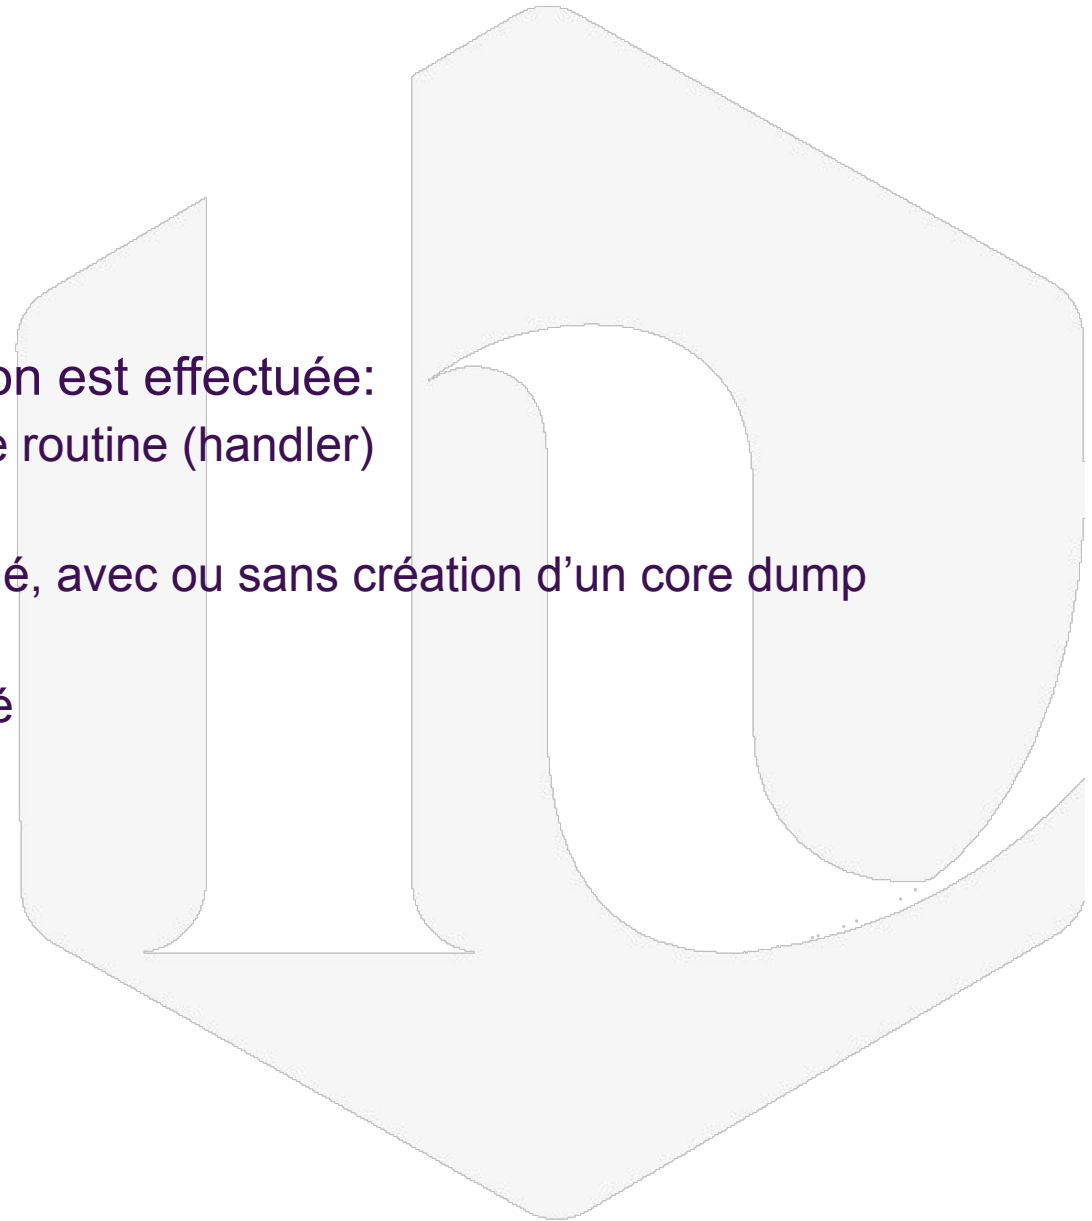 on est effectuée:
e routine (handler)
é, avec ou sans création d’un core dump
é